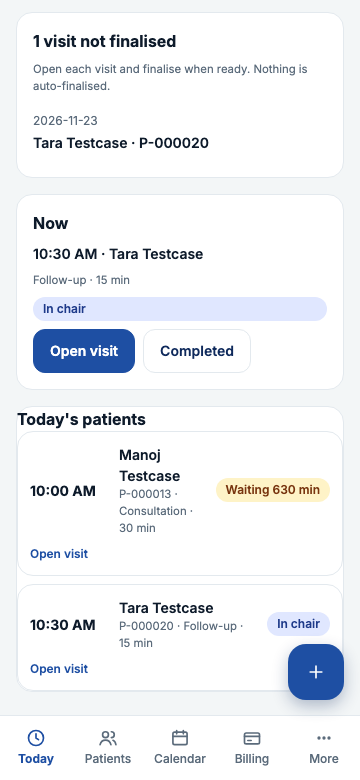 1 visit not finalised
Open each visit and finalise when ready. Nothing is
auto-finalised.
2026-11-23
Tara Testcase · P-000020
Now
10:30 AM · Tara Testcase
Follow-up · 15 min
In chair
Open visit
Completed
Today's patients
10:00 AM
Manoj
Testcase
P-000013 ·
Consultation ·
30 min
Waiting 630 min
Open visit
10:30 AM
Tara Testcase
P-000020 · Follow-up ·
15 min
In chair
Open visit
Today
Patients
Calendar
Billing
More